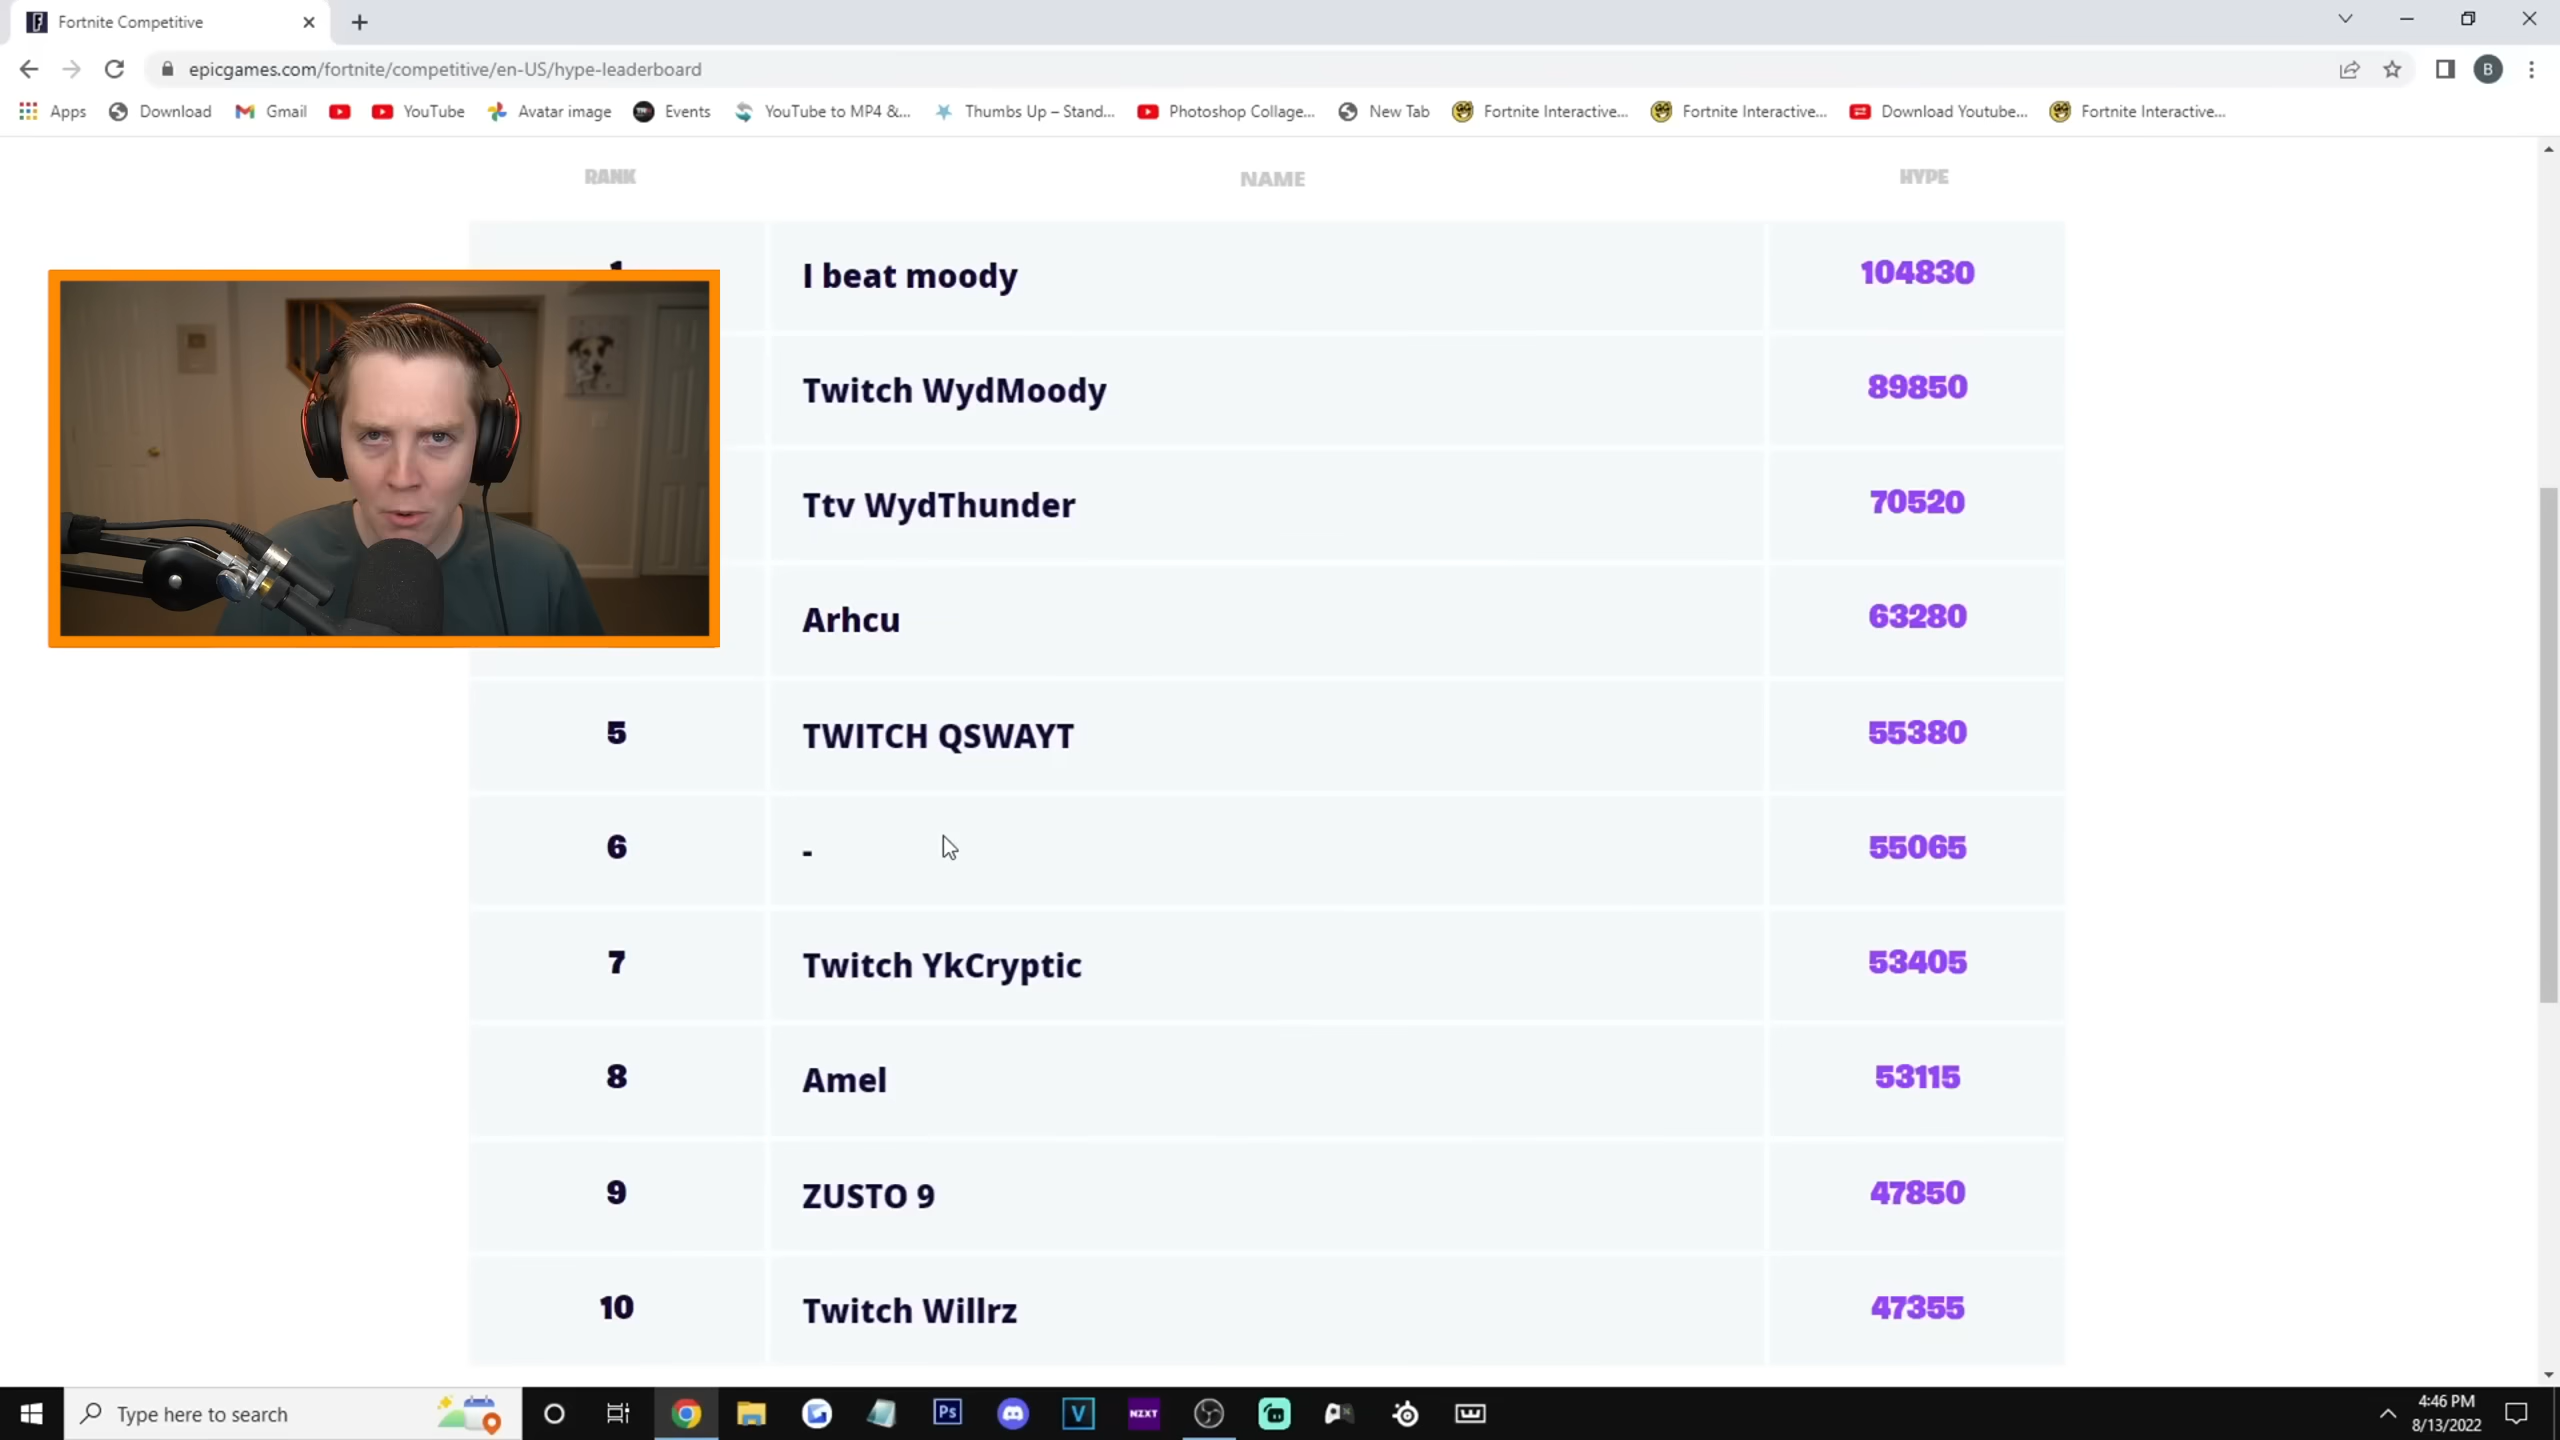 Fortnite Competitive
epicgames.com/fortnite/competitive/en-US/hype-leaderboard
B
Apps Download Gmail YouTube Avatar image Events YouTube to MP4 &... Thumbs Up – Stand... Photoshop Collage... New Tab Fortnite Interactive... Fortnite Interactive... Download Youtube... Fortnite Interactive...
RANK NAME HYPE
1 I beat moody 104830
Twitch WydMoody 89850
Ttv WydThunder 70520
Arhcu 63280
5 TWITCH QSWAYT 55380
6 - 55065
7 Twitch YkCryptic 53405
8 Amel 53115
9 ZUSTO 9 47850
10 Twitch Willrz 47355
Type here to search
Ps
V
NZXT
4:46 PM
8/13/2022